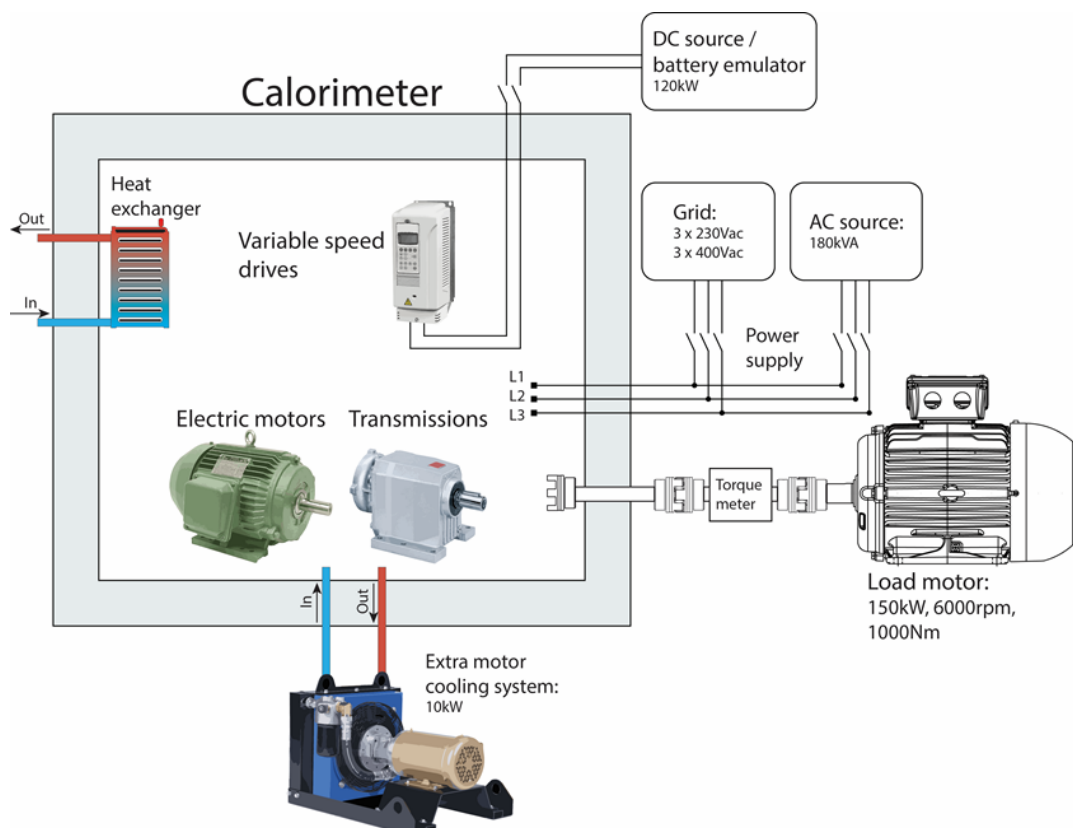 DC source /
battery emulator
120kW
Calorimeter
Heat
exchanger
Out
In
Variable speed
drives
Grid:
3 x 230Vac
3 x 400Vac
AC source:
180kVA
Power
supply
L1
L2
L3
Electric motors
Transmissions
Torque
meter
Load motor:
150kW, 6000rpm,
1000Nm
In
Out
Extra motor
cooling system:
10kW